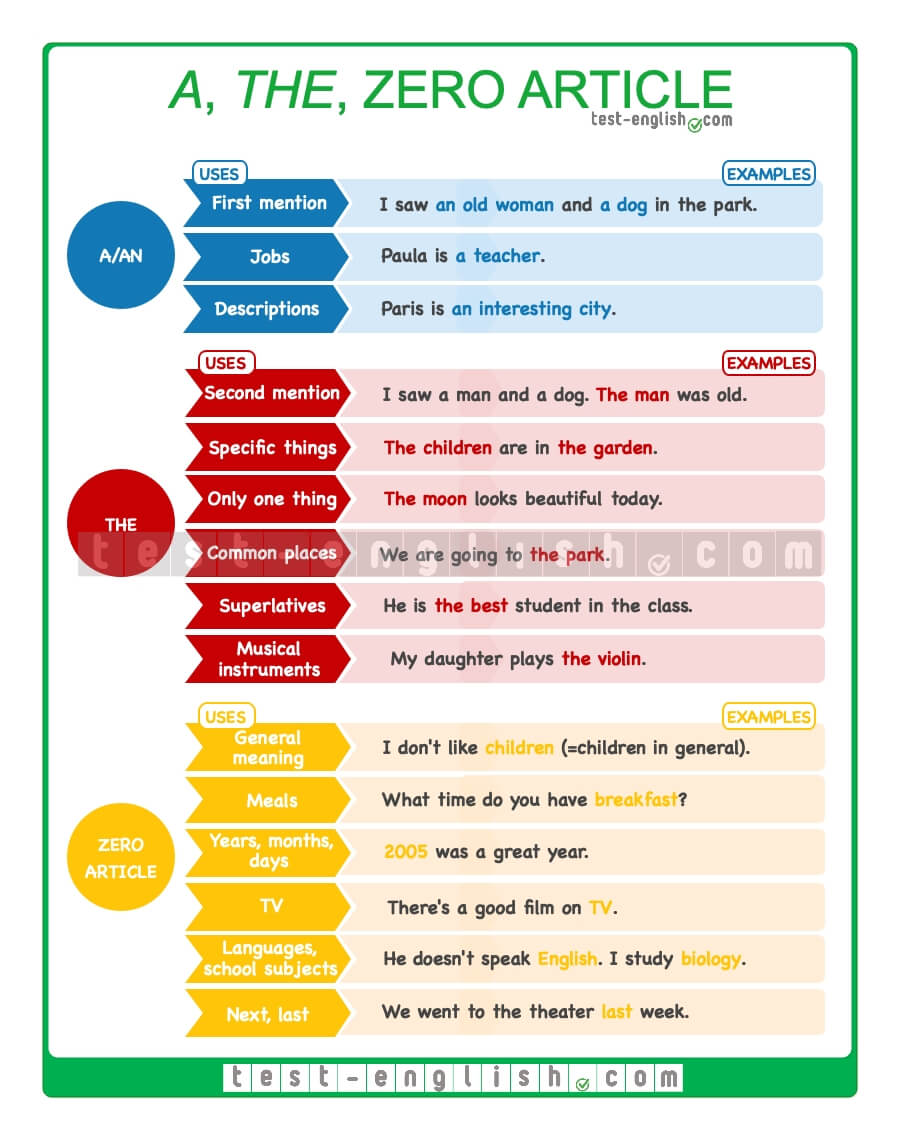 A, THE, ZERO ARTICLE
test-english.com
USES
EXAMPLES
A/AN
First mention
I saw an old woman and a dog in the park.
Jobs
Paula is a teacher.
Descriptions
Paris is an interesting city.
USES
EXAMPLES
THE
Second mention
I saw a man and a dog. The man was old.
Specific things
The children are in the garden.
Only one thing
The moon looks beautiful today.
Common places
We are going to the park.
test-english.com
Superlatives
He is the best student in the class.
Musical
instruments
My daughter plays the violin.
USES
EXAMPLES
ZERO
ARTICLE
General
meaning
I don't like children (=children in general).
Meals
What time do you have breakfast?
Years, months,
days
2005 was a great year.
TV
There's a good film on TV.
Languages,
school subjects
He doesn't speak English. I study biology.
Next, last
We went to the theater last week.
test-english.com